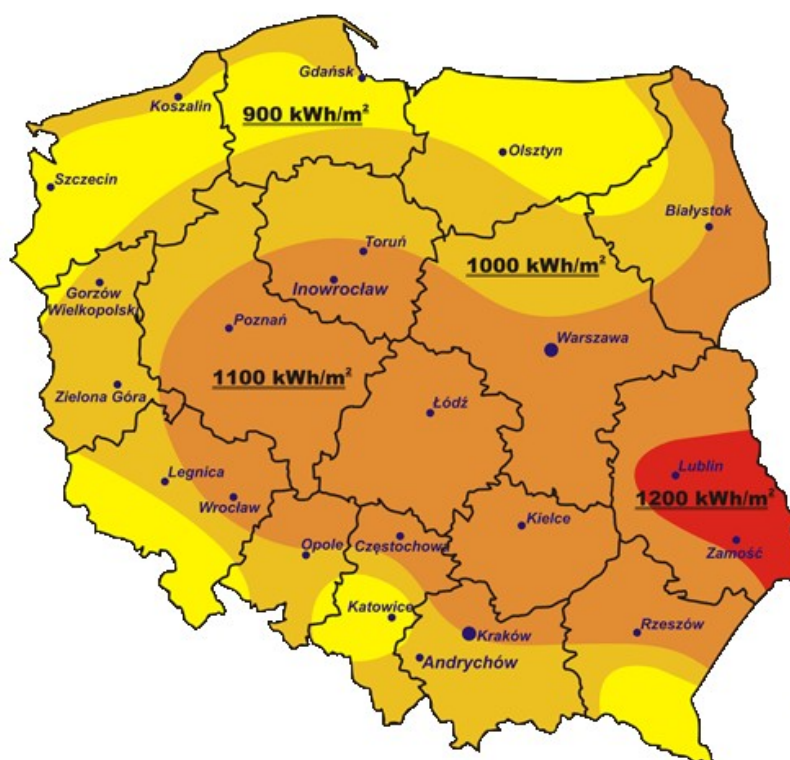 Gdańsk
Koszalin
900 kWh/m²
Olsztyn
Szczecin
Białystok
Toruń
1000 kWh/m²
Gorzów
Wielkopolski
Inowrocław
Poznań
Warszawa
1100 kWh/m²
Zielona Góra
Łódź
Lublin
Legnica
1200 kWh/m²
Wrocław
Kielce
Opole
Częstochowa
Zamość
Katowice
Kraków
Rzeszów
Andrychów